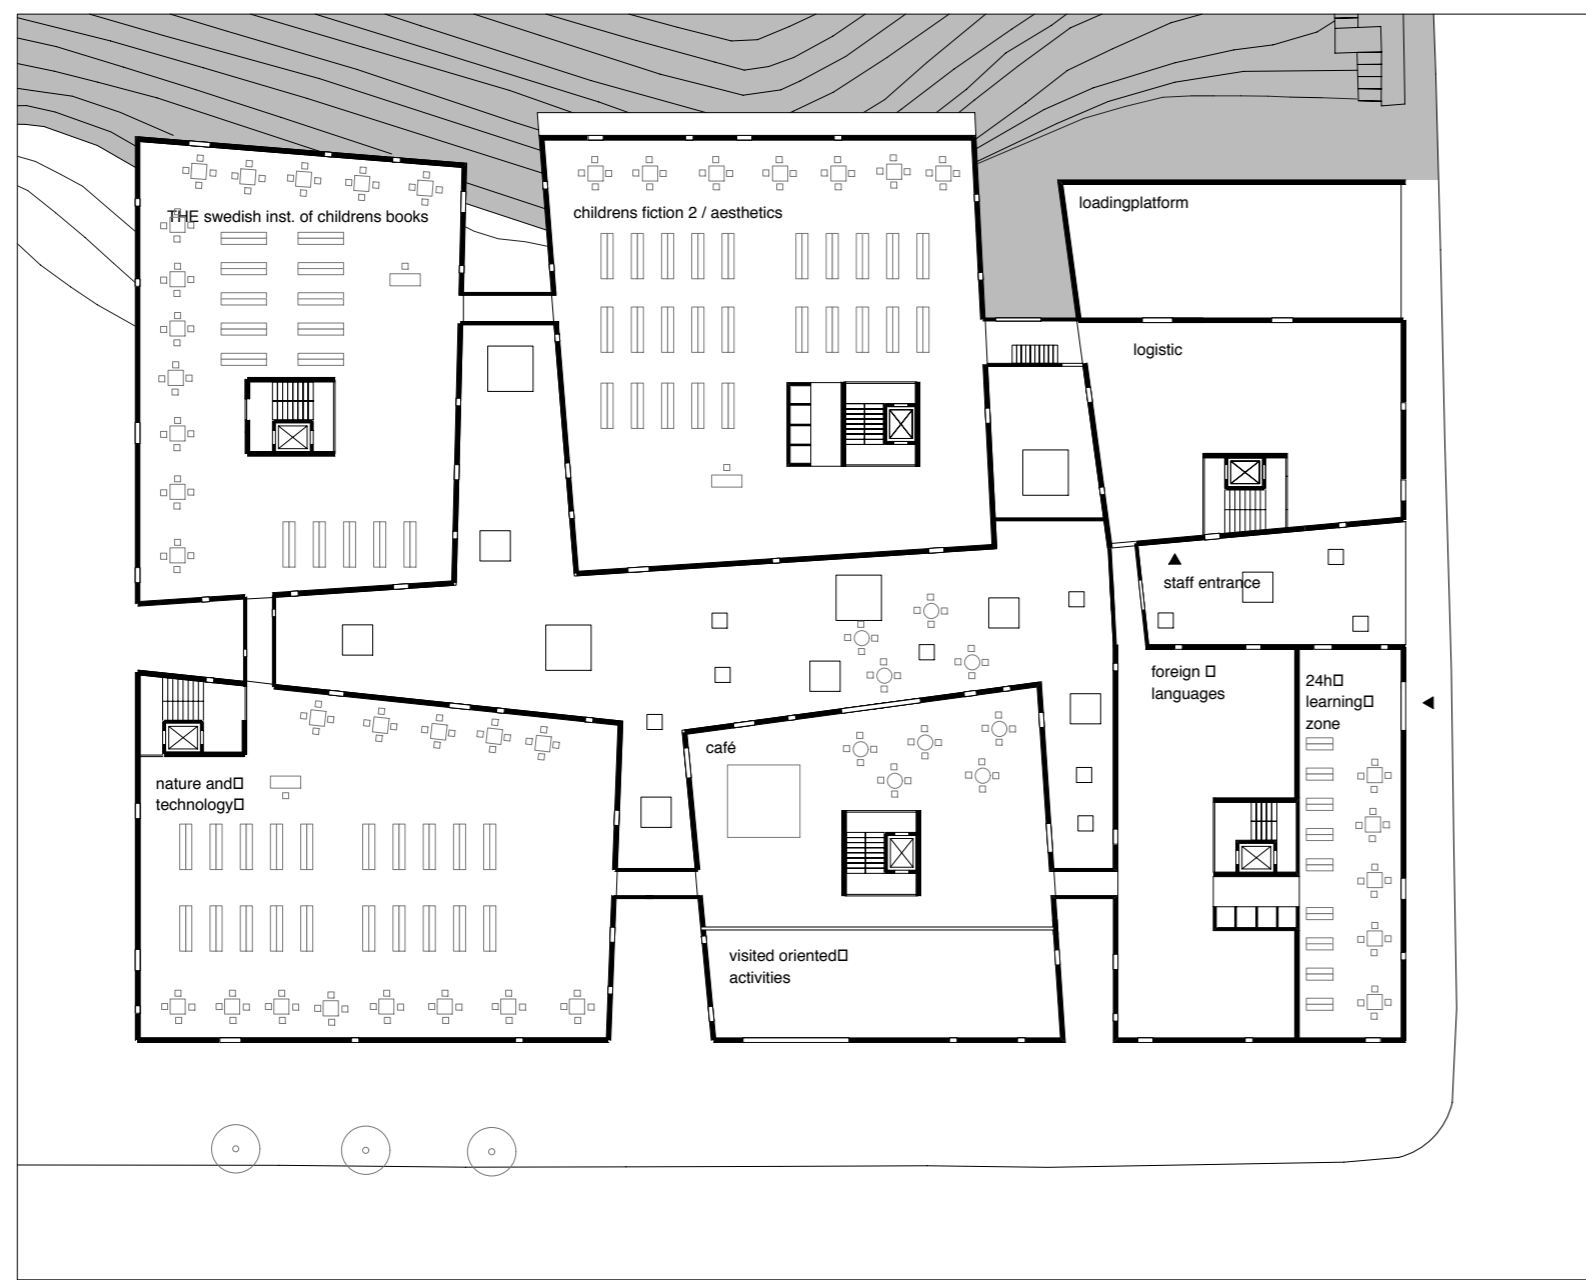 THE swedish inst. of childrens books
childrens fiction 2 / aesthetics
loadingplatform
logistic
staff entrance
foreign
languages
24h
learning
zone
café
nature and
technology
visited oriented
activities